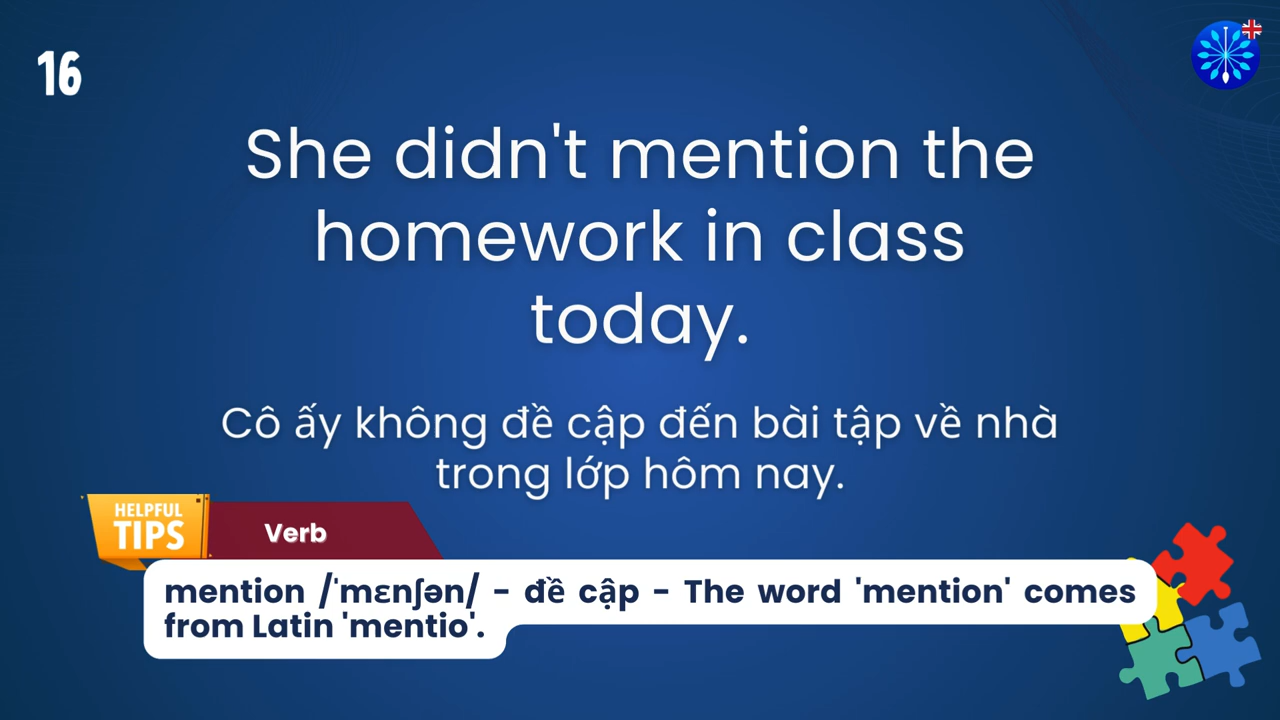 16
She didn't mention the
homework in class
today.
Cô ấy không đề cập đến bài tập về nhà
trong lớp hôm nay.
HELPFUL
TIPS
Verb
mention /ˈmɛnʃən/ - đề cập - The word 'mention' comes
from Latin 'mentio'.